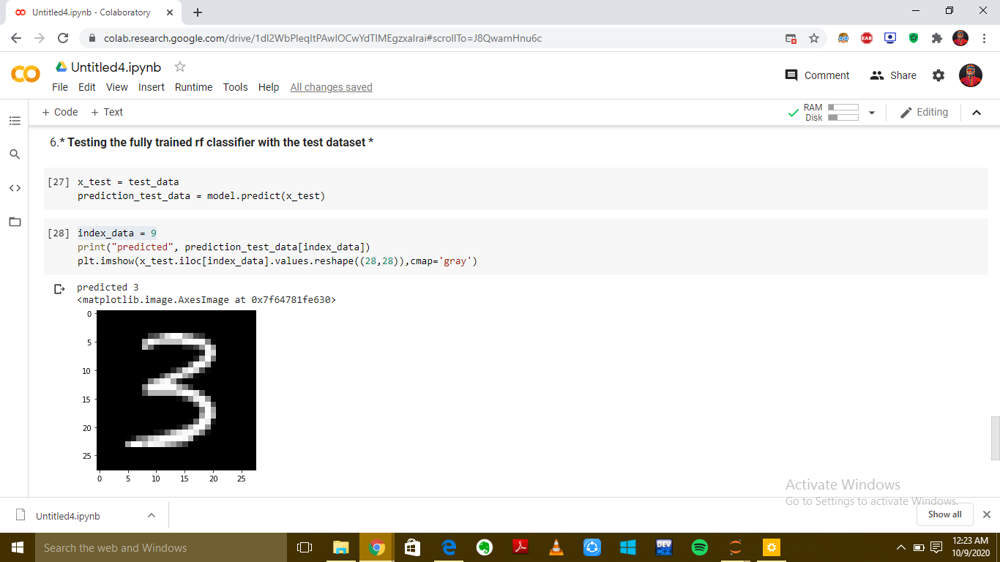 Untitled4.ipynb - Colaboratory
colab.research.google.com/drive/1dI2WbPleqItPAwIOCwYdTIMEgzxalrai#scrollTo=J8QwarnHnu6c
EAB
Untitled4.ipynb
Comment
Share
File Edit View Insert Runtime Tools Help All changes saved
+ Code + Text
RAM
Disk
Editing
6.* Testing the fully trained rf classifier with the test dataset *
[27] x_test = test_data
prediction_test_data = model.predict(x_test)
[28] index_data = 9
print("predicted", prediction_test_data[index_data])
plt.imshow(x_test.iloc[index_data].values.reshape((28,28)),cmap='gray')
predicted 3
<matplotlib.image.AxesImage at 0x7f64781fe630>
0
5
10
15
20
25
3
0 5 10 15 20 25
Activate Windows
Go to Settings to activate Windows.
Untitled4.ipynb
Show all
Search the web and Windows
DEV
C++
12:23 AM
10/9/2020